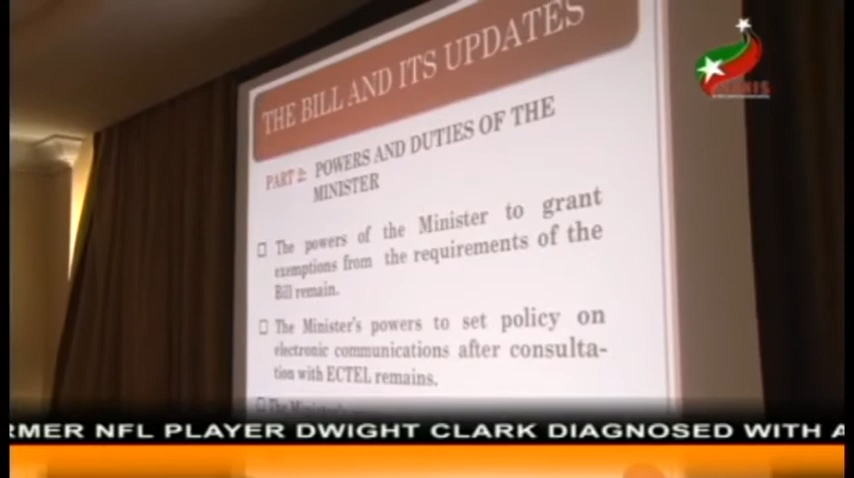 THE BILL AND ITS UPDATES
PART 2: POWERS AND DUTIES OF THE
MINISTER
The powers of the Minister to grant
exemptions from the requirements of the
Bill remain.
The Minister's powers to set policy on
electronic communications after consulta-
tion with ECTEL remains.
The
RMER NFL PLAYER DWIGHT CLARK DIAGNOSED WITH A